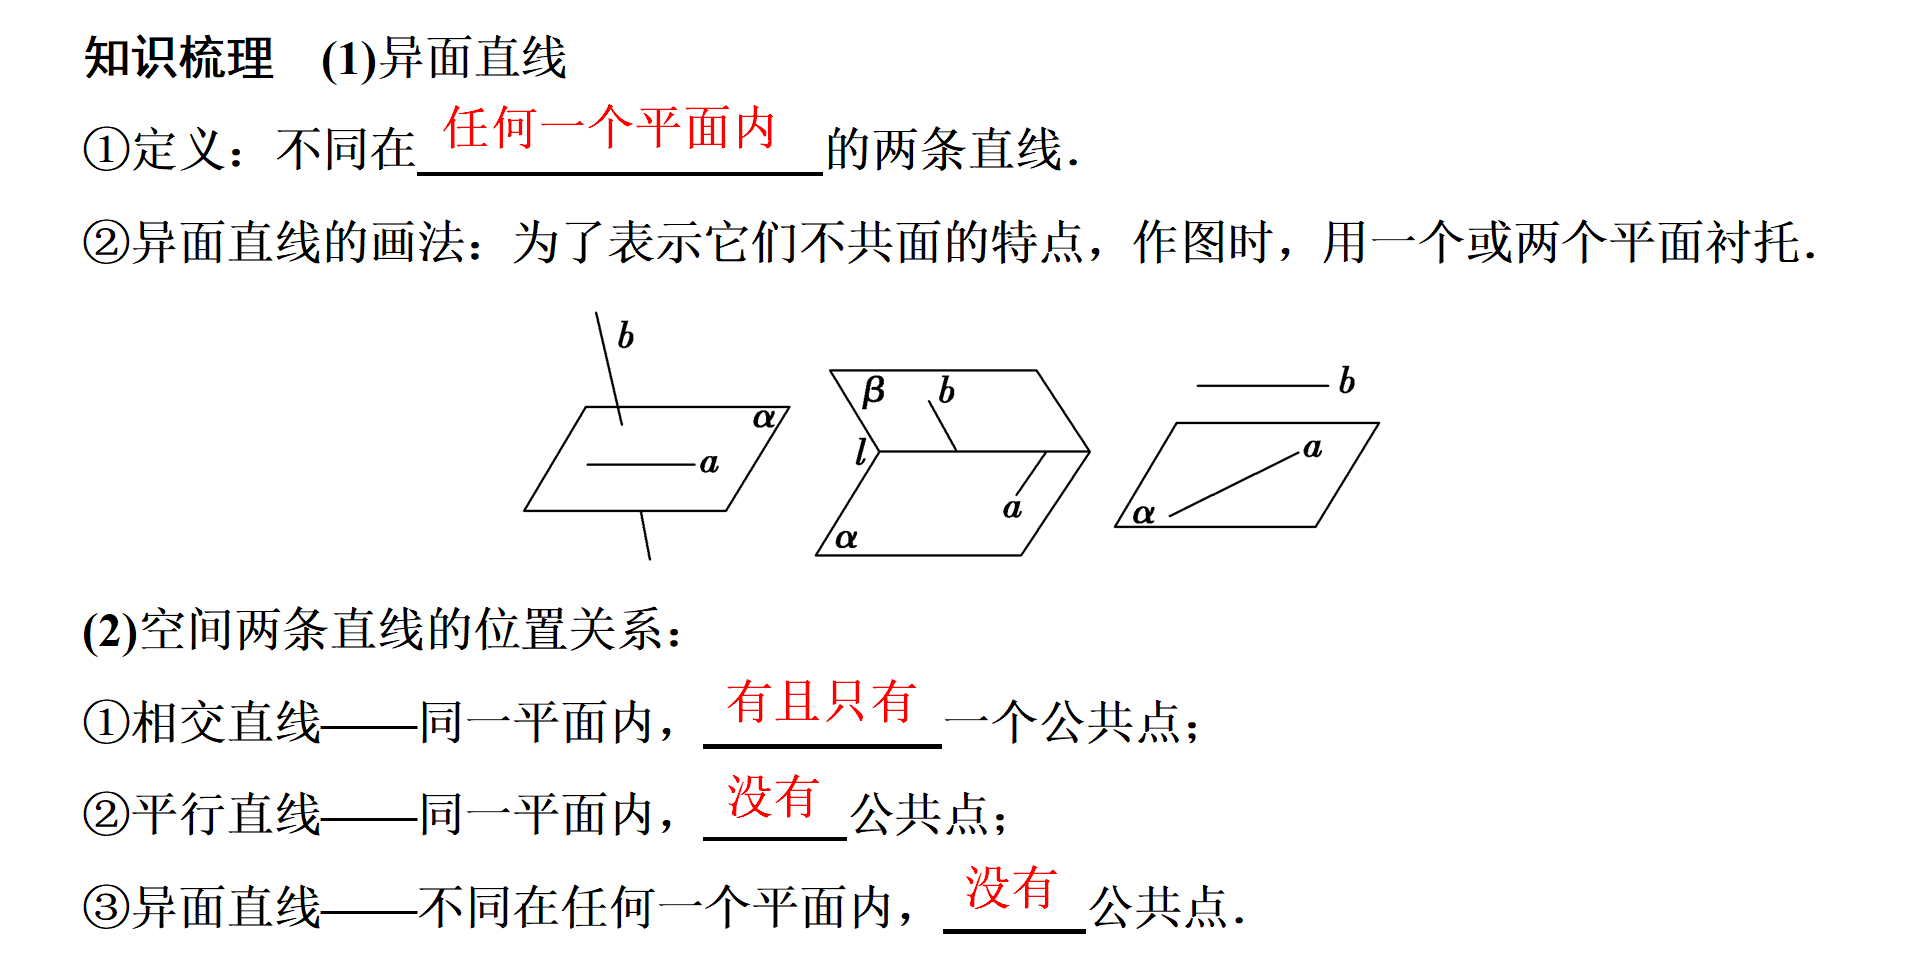 知识梳理 (1)异面直线
①定义：不同在任何一个平面内的两条直线．
②异面直线的画法：为了表示它们不共面的特点，作图时，用一个或两个平面衬托．
b α a
β b l a α
b a α
(2)空间两条直线的位置关系：
①相交直线——同一平面内，有且只有一个公共点；
②平行直线——同一平面内，没有公共点；
③异面直线——不同在任何一个平面内，没有公共点．